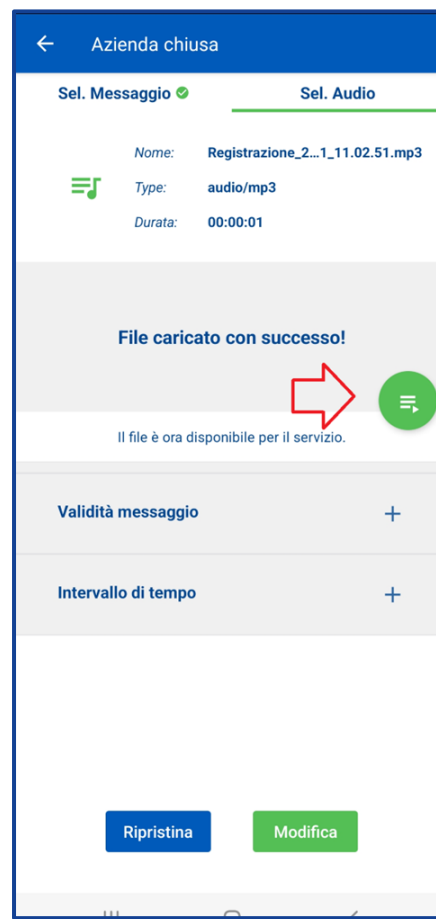 Azienda chiusa
Sel. Messaggio Sel. Audio
Nome: Registrazione_2...1_11.02.51.mp3
Type: audio/mp3
Durata: 00:00:01
File caricato con successo!
Il file è ora disponibile per il servizio.
Validità messaggio +
Intervallo di tempo +
Ripristina Modifica